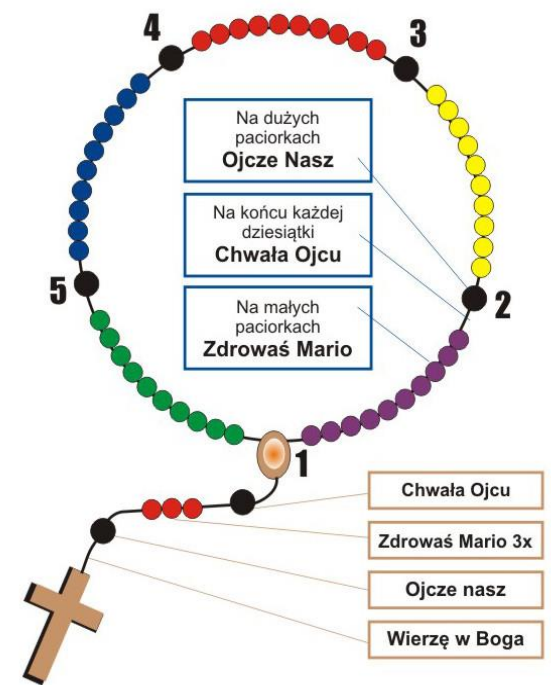 4
3
Na dużych
paciorkach
Ojcze Nasz
Na końcu każdej
dziesiątki
Chwała Ojcu
5
2
Na małych
paciorkach
Zdrowaś Mario
1
Chwała Ojcu
Zdrowaś Mario 3x
Ojcze nasz
Wierzę w Boga